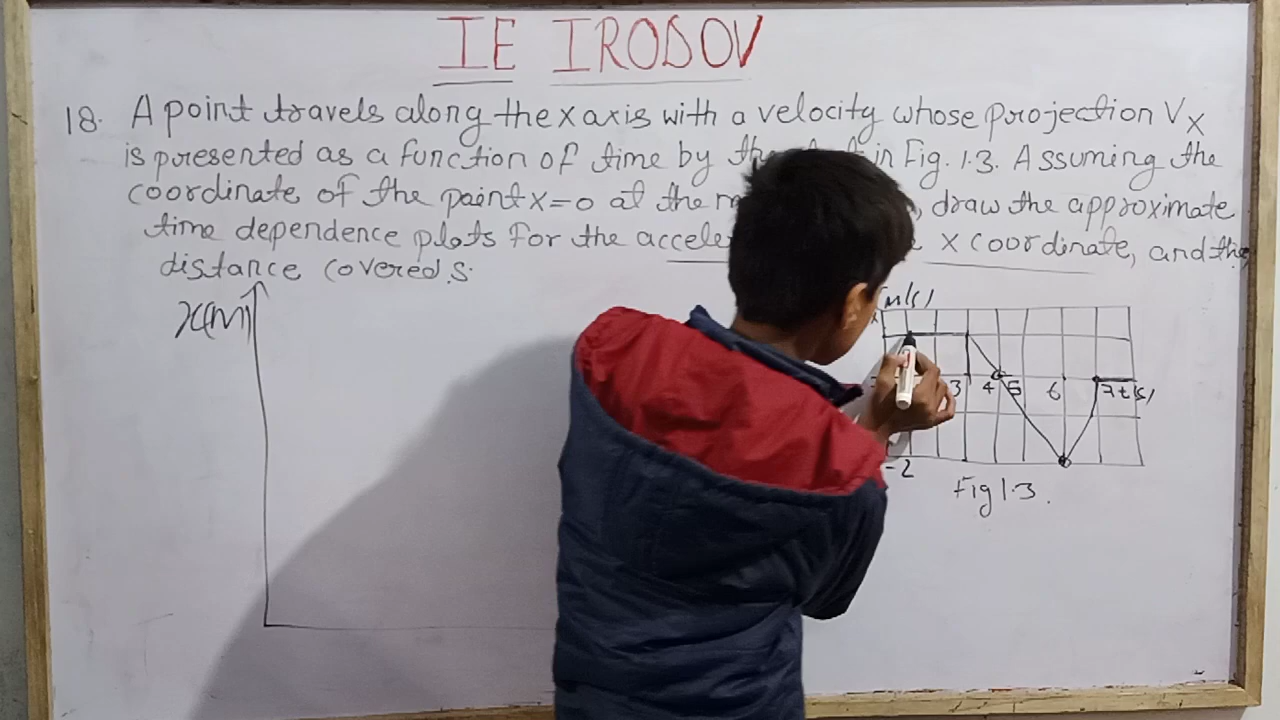 IE IRODOV
18. A point travels along the x axis with a velocity whose projection Vx
is presented as a function of time by the in Fig. 1.3. Assuming the
coordinate of the point x=0 at the , draw the approximate
time dependence plots for the x coordinate, and the
distance covered s.
x(m)
(m/s)
3 4 5 6 7 t(s)
-2
Fig 1.3.